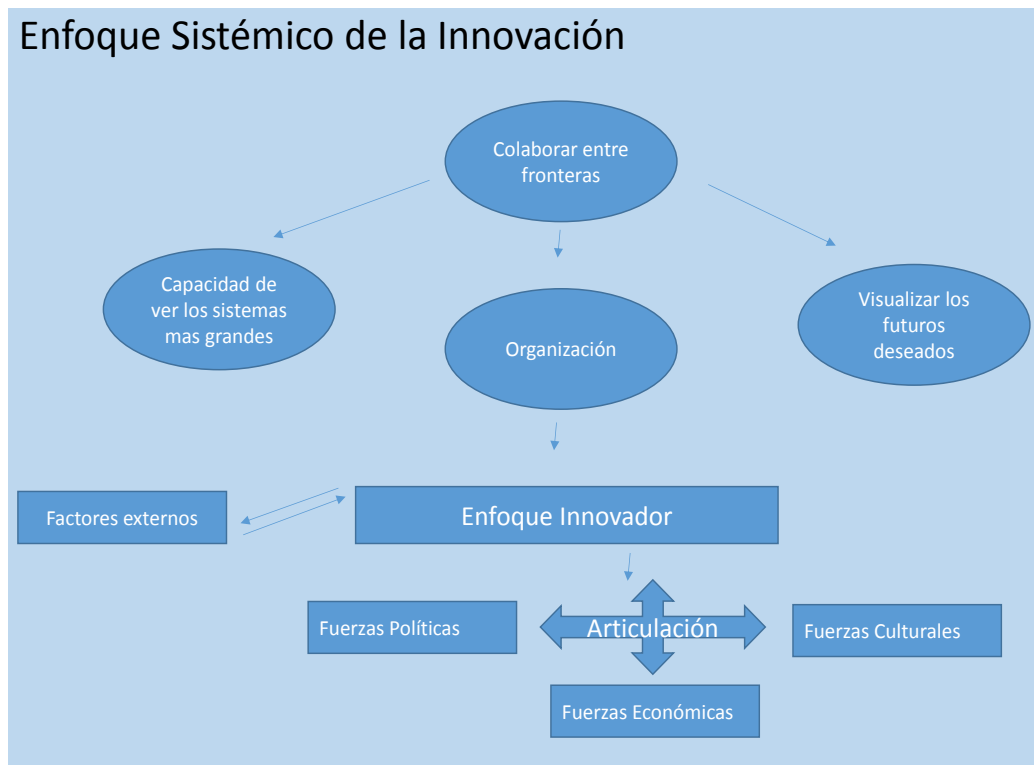 Enfoque Sistémico de la Innovación
Colaborar entre
fronteras
Capacidad de
ver los sistemas
mas grandes
Organización
Visualizar los
futuros
deseados
Factores externos
Enfoque Innovador
Fuerzas Políticas
Articulación
Fuerzas Culturales
Fuerzas Económicas